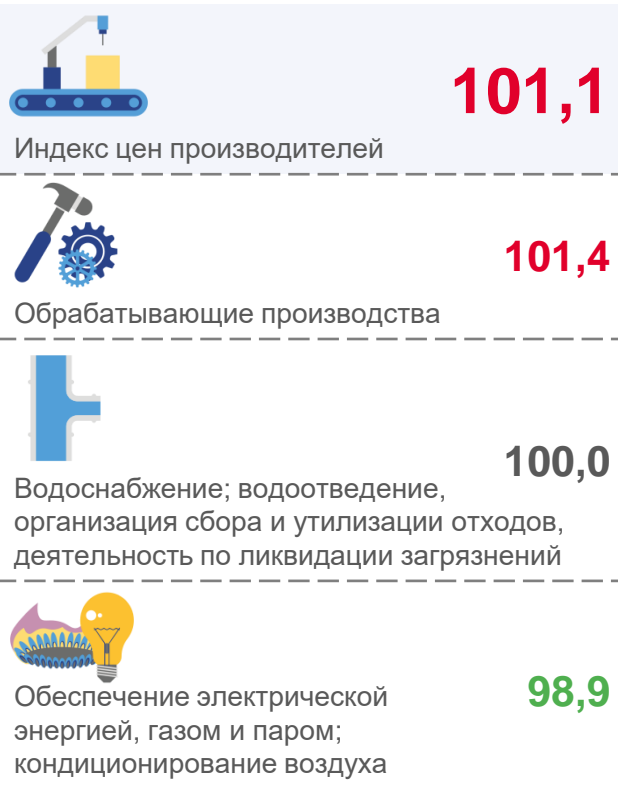 101,1
Индекс цен производителей
101,4
Обрабатывающие производства
100,0
Водоснабжение; водоотведение,
организация сбора и утилизации отходов,
деятельность по ликвидации загрязнений
98,9
Обеспечение электрической
энергией, газом и паром;
кондиционирование воздуха